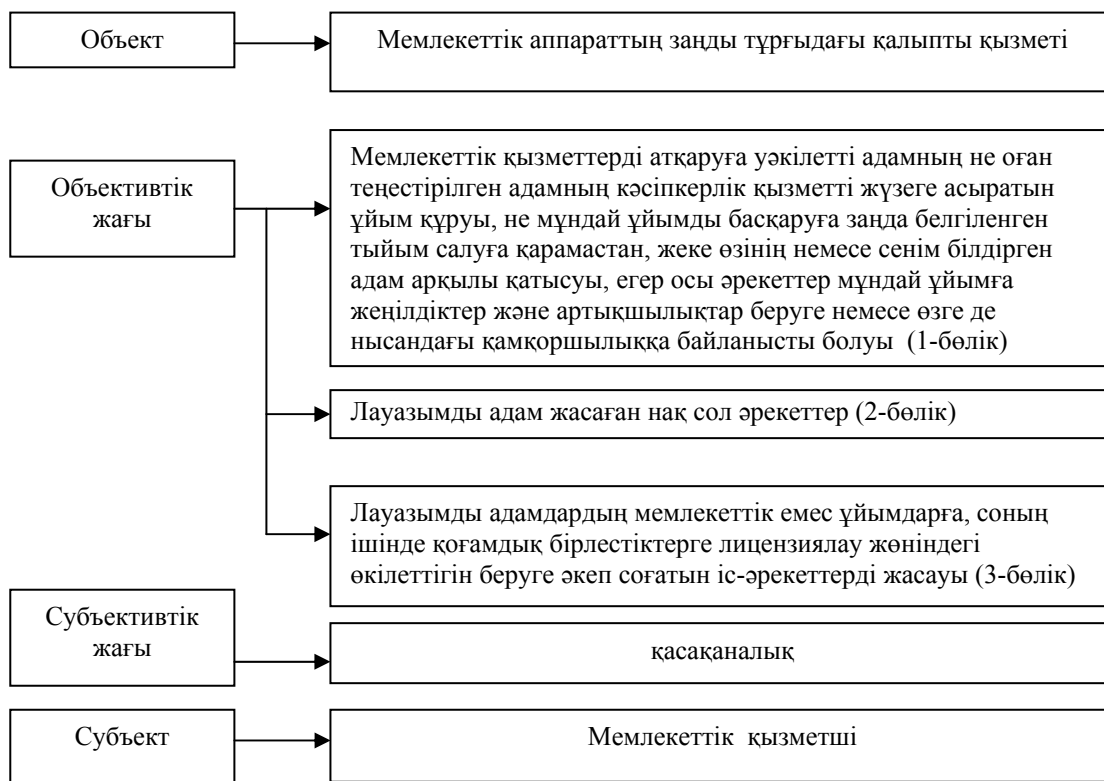 Объект
Мемлекеттік аппараттың заңды тұрғыдағы қалыпты қызметі
Объективтік
жағы
Мемлекеттік қызметтерді атқаруға уәкілетті адамның не оған
теңестірілген адамның кәсіпкерлік қызметті жүзеге асыратын
ұйым құруы, не мұндай ұйымды басқаруға заңда белгіленген
тыйым салуға қарамастан, жеке өзінің немесе сенім білдірген
адам арқылы қатысуы, егер осы әрекеттер мұндай ұйымға
жеңілдіктер және артықшылықтар беруге немесе өзге де
нысандағы қамқоршылыққа байланысты болуы (1-бөлік)
Лауазымды адам жасаған нақ сол әрекеттер (2-бөлік)
Лауазымды адамдардың мемлекеттік емес ұйымдарға, соның
ішінде қоғамдық бірлестіктерге лицензиялау жөніндегі
өкілеттігін беруге әкеп соғатын іс-әрекеттерді жасауы (3-бөлік)
Субъективтік
жағы
қасақаналық
Субъект
Мемлекеттік қызметші